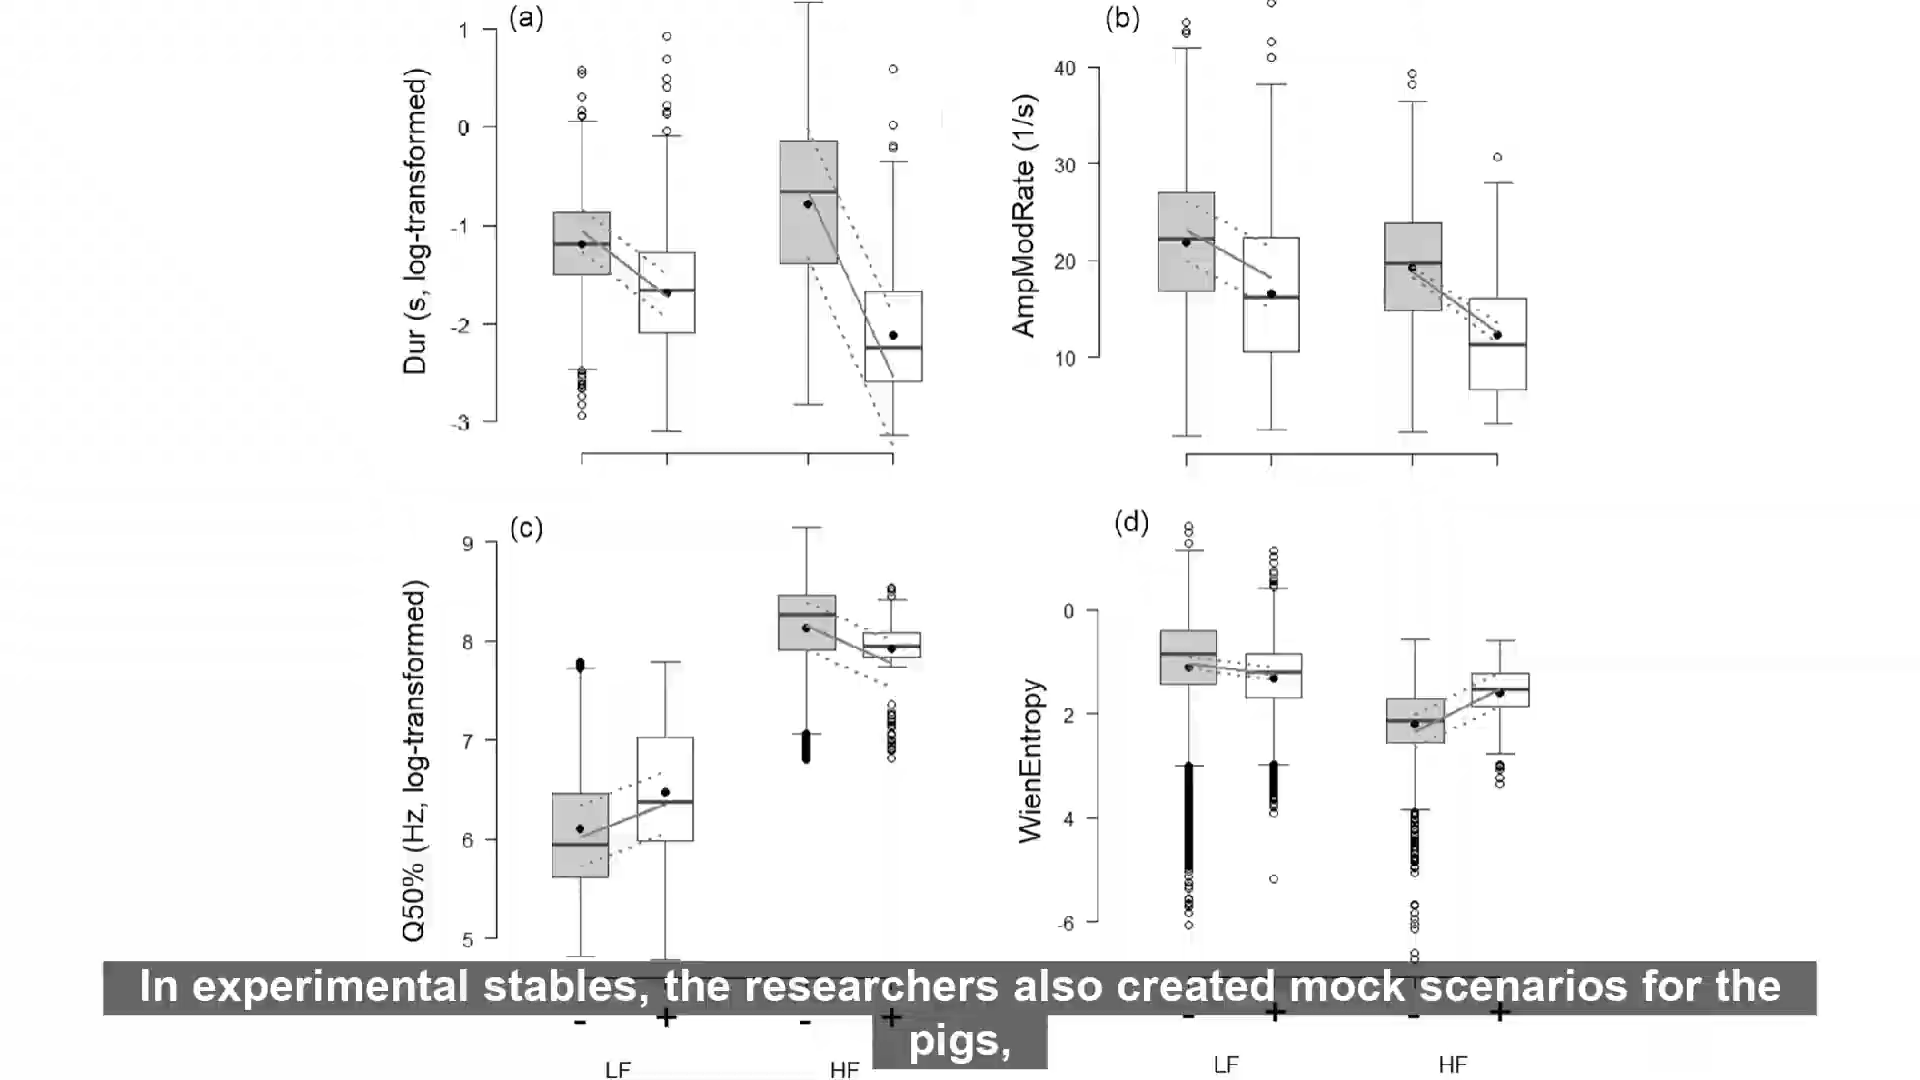 (a)
Dur (s, log-transformed)
1
0
-1
-2
-3
(b)
AmpModRate (1/s)
40
30
20
10
(c)
Q50% (Hz, log-transformed)
9
8
7
6
5
(d)
WienEntropy
0
2
4
-6
In experimental stables, the researchers also created mock scenarios for the
pigs,
- + - +
LF HF
- + - +
LF HF